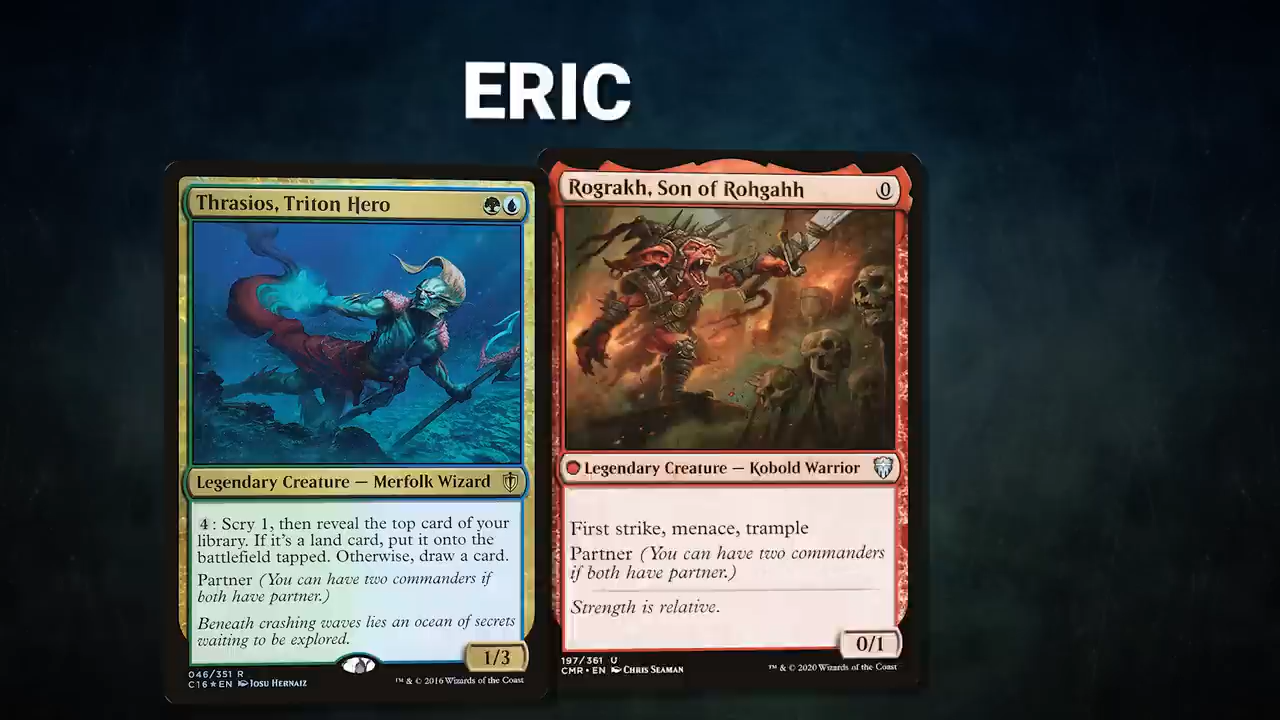 ERIC
Thrasios, Triton Hero
Legendary Creature — Merfolk Wizard
4: Scry 1, then reveal the top card of your
library. If it's a land card, put it onto the
battlefield tapped. Otherwise, draw a card.
Partner (You can have two commanders if
both have partner.)
Beneath crashing waves lies an ocean of secrets
waiting to be explored.
1/3
046/351 R
C16 ★ EN Josu Hernaiz
™ & © 2016 Wizards of the Coast
Rograkh, Son of Rohgahh
0
Legendary Creature — Kobold Warrior
First strike, menace, trample
Partner (You can have two commanders
if both have partner.)
Strength is relative.
0/1
197/361 U
CMR • EN Chris Seaman
™ & © 2020 Wizards of the Coast